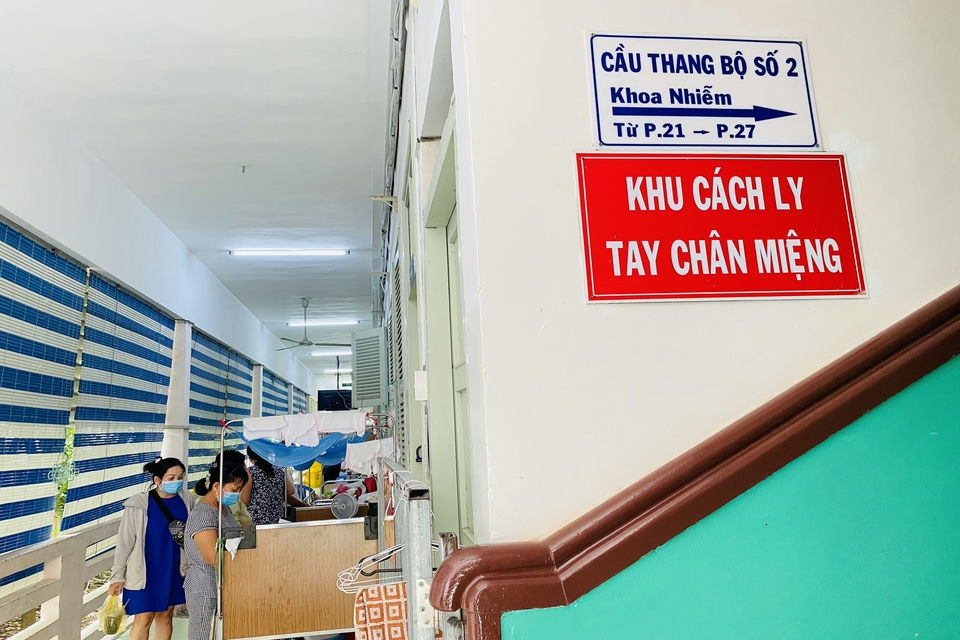 CẦU THANG BỘ SỐ 2
Khoa Nhiễm
Từ P.21 → P.27
KHU CÁCH LY
TAY CHÂN MIỆNG